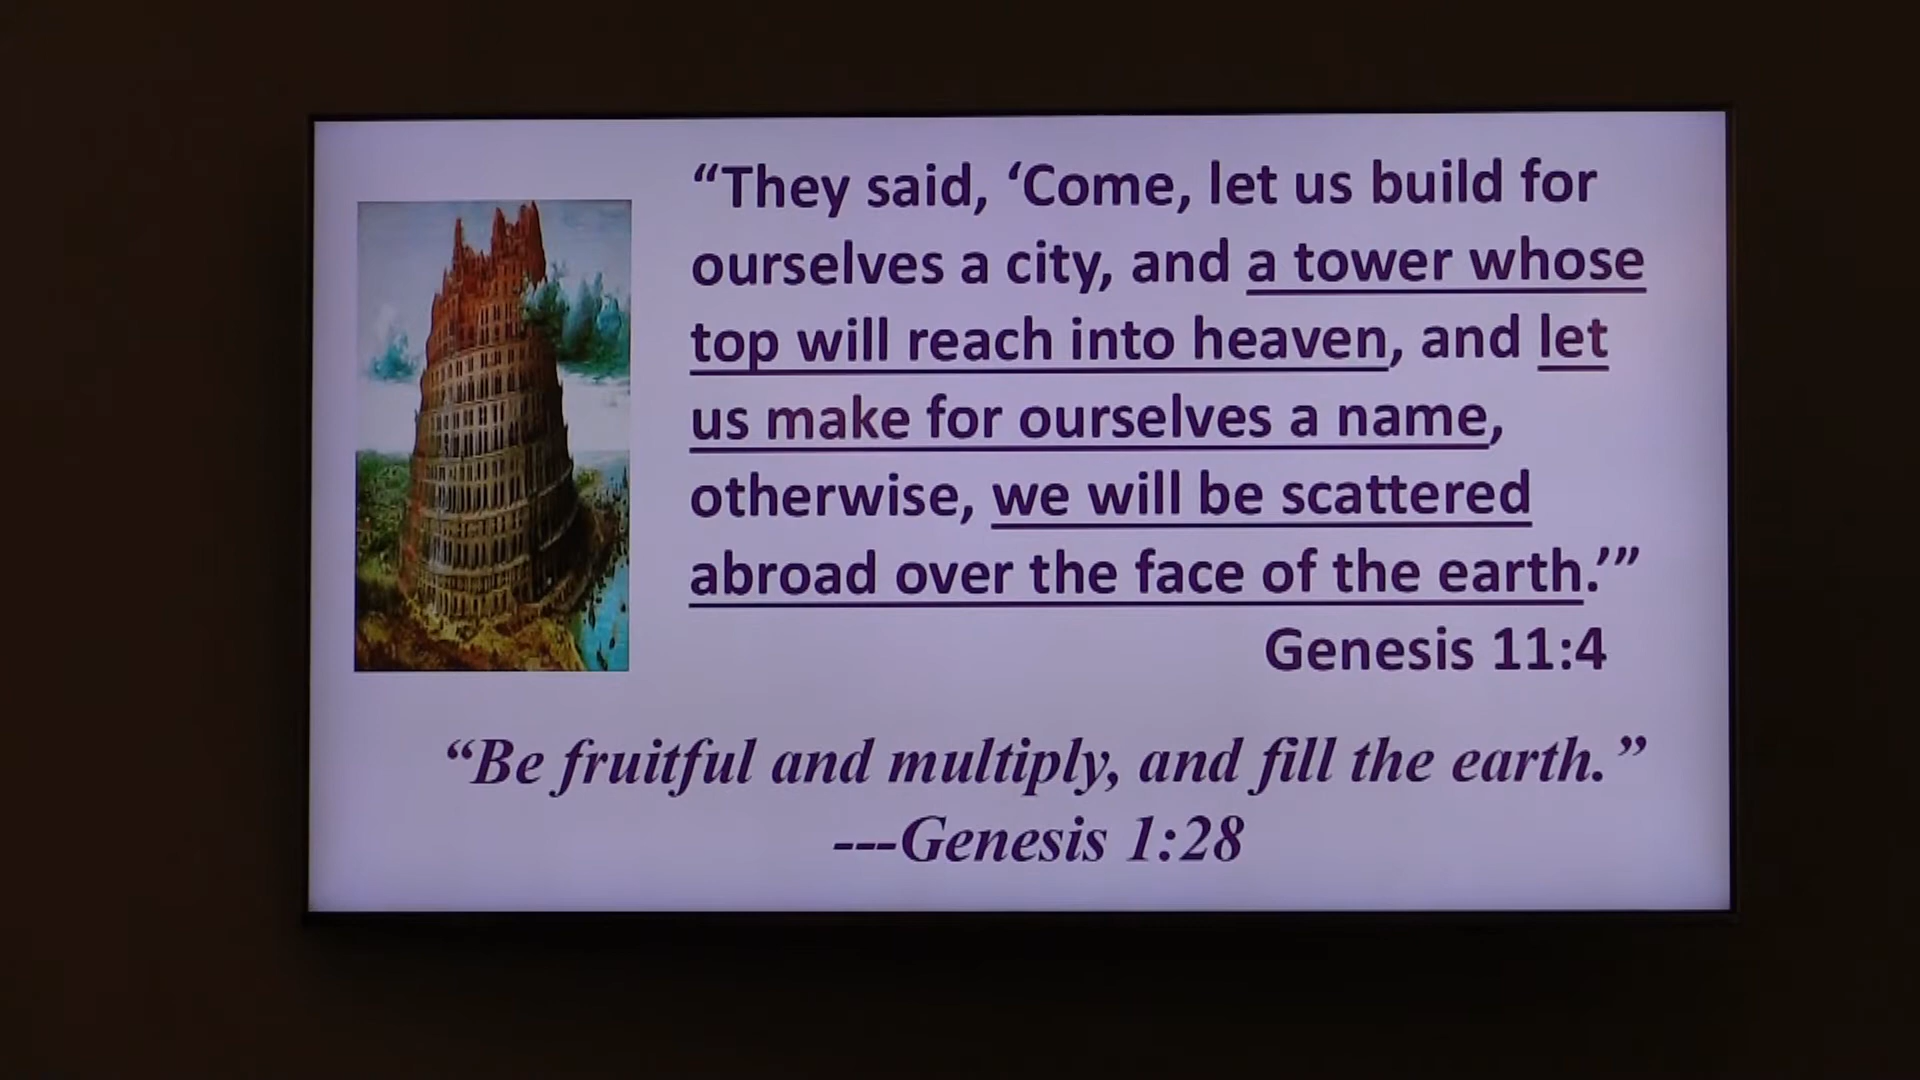 “They said, ‘Come, let us build for
ourselves a city, and a tower whose
top will reach into heaven, and let
us make for ourselves a name,
otherwise, we will be scattered
abroad over the face of the earth.’”
Genesis 11:4
“Be fruitful and multiply, and fill the earth.”
---Genesis 1:28